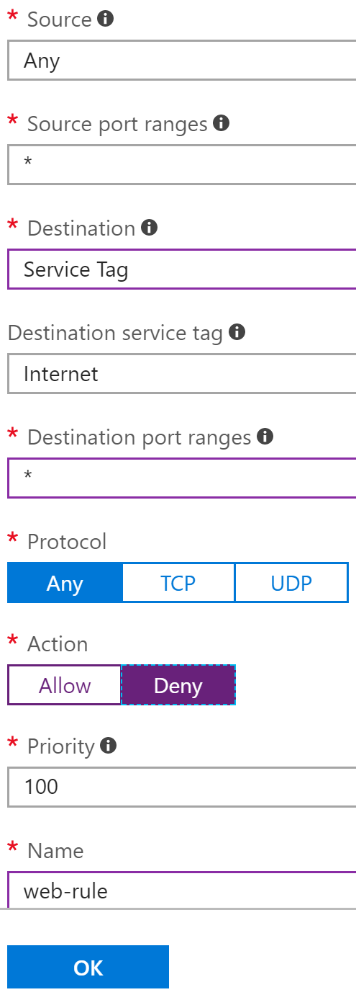 * Source
Any
* Source port ranges
*
* Destination
Service Tag
Destination service tag
Internet
* Destination port ranges
*
* Protocol
Any TCP UDP
* Action
Allow Deny
* Priority
100
* Name
web-rule
OK